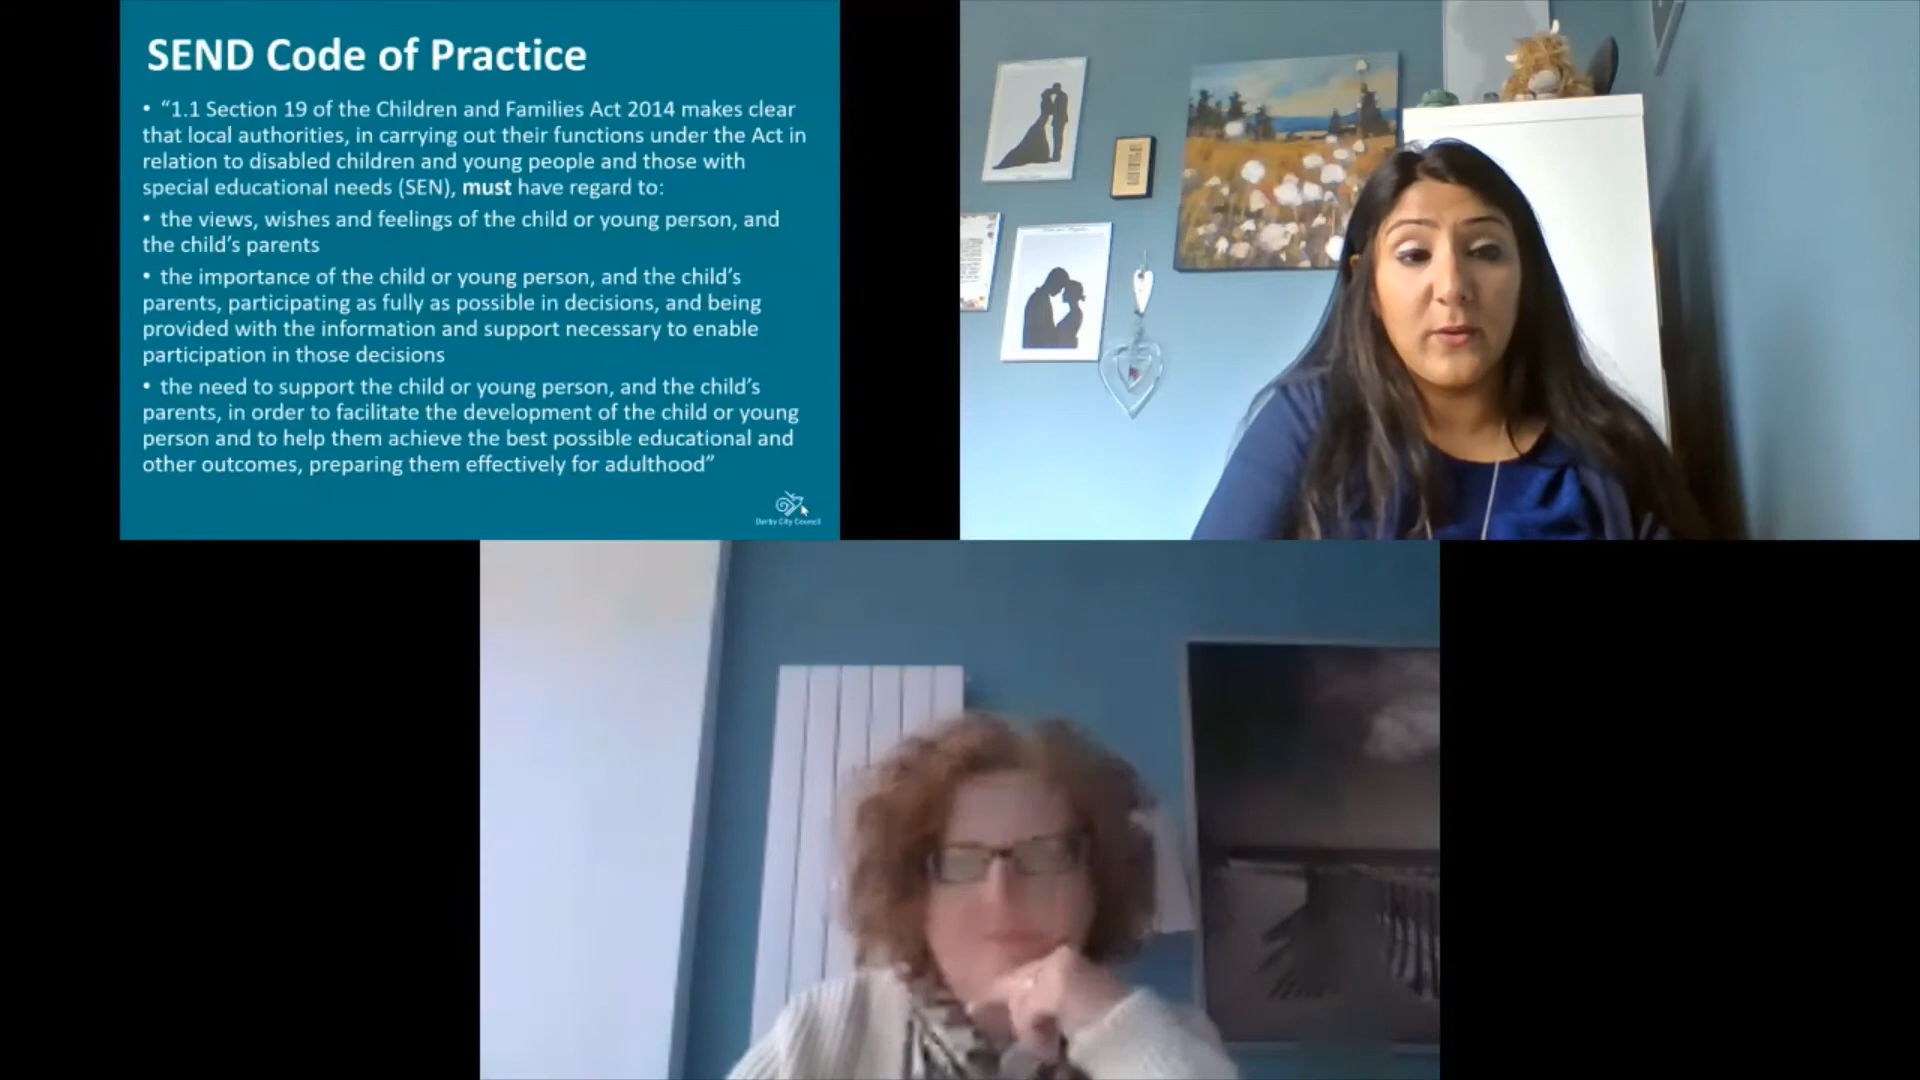 SEND Code of Practice
• “1.1 Section 19 of the Children and Families Act 2014 makes clear
that local authorities, in carrying out their functions under the Act in
relation to disabled children and young people and those with
special educational needs (SEN), must have regard to:
• the views, wishes and feelings of the child or young person, and
the child’s parents
• the importance of the child or young person, and the child’s
parents, participating as fully as possible in decisions, and being
provided with the information and support necessary to enable
participation in those decisions
• the need to support the child or young person, and the child’s
parents, in order to facilitate the development of the child or young
person and to help them achieve the best possible educational and
other outcomes, preparing them effectively for adulthood”
Derby City Council